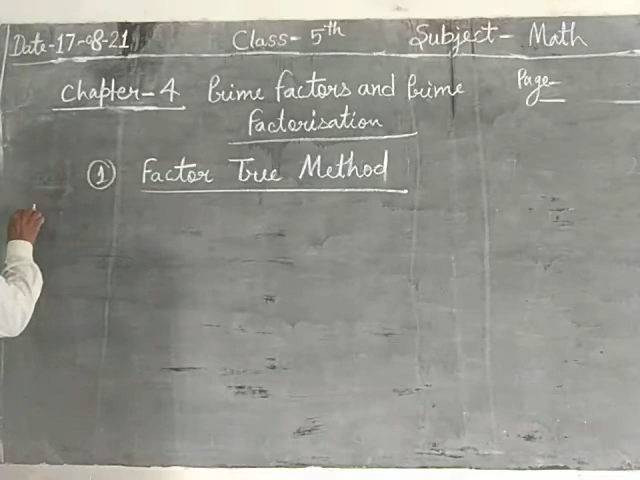 Date-17-08-21 Class-5th Subject- Math
Chapter-4 Prime factors and Prime Page-
factorisation
① Factor Tree Method